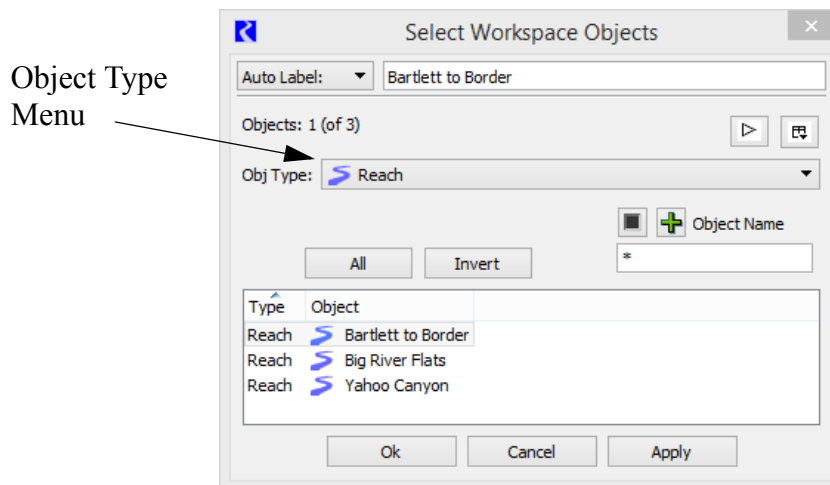 Select Workspace Objects
Object Type
Menu
Auto Label: Bartlett to Border
Objects: 1 (of 3)
Obj Type: Reach
Object Name
All Invert *
Type Object
Reach Bartlett to Border
Reach Big River Flats
Reach Yahoo Canyon
Ok Cancel Apply